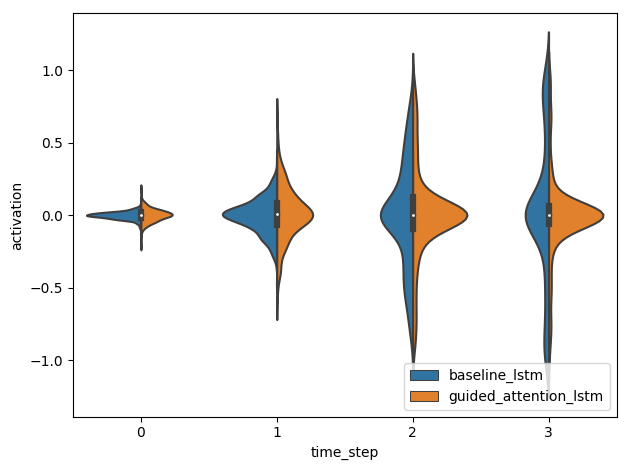 activation
1.0
0.5
0.0
−0.5
−1.0
baseline_lstm
guided_attention_lstm
0 1 2 3
time_step